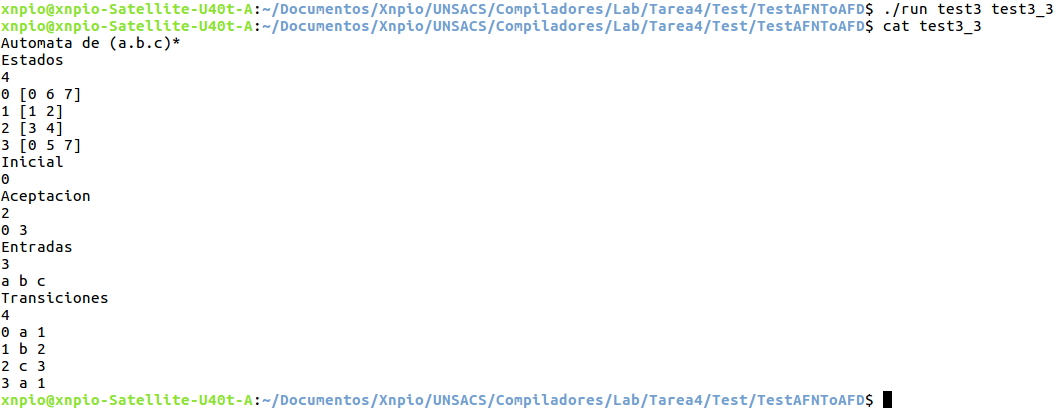 xnpio@xnpio-Satellite-U40t-A:~/Documentos/Xnpio/UNSACS/Compiladores/Lab/Tarea4/Test/TestAFNToAFD$ ./run test3 test3_3
xnpio@xnpio-Satellite-U40t-A:~/Documentos/Xnpio/UNSACS/Compiladores/Lab/Tarea4/Test/TestAFNToAFD$ cat test3_3
Automata de (a.b.c)*
Estados
4
0 [0 6 7]
1 [1 2]
2 [3 4]
3 [0 5 7]
Inicial
0
Aceptacion
2
0 3
Entradas
3
a b c
Transiciones
4
0 a 1
1 b 2
2 c 3
3 a 1
xnpio@xnpio-Satellite-U40t-A:~/Documentos/Xnpio/UNSACS/Compiladores/Lab/Tarea4/Test/TestAFNToAFD$